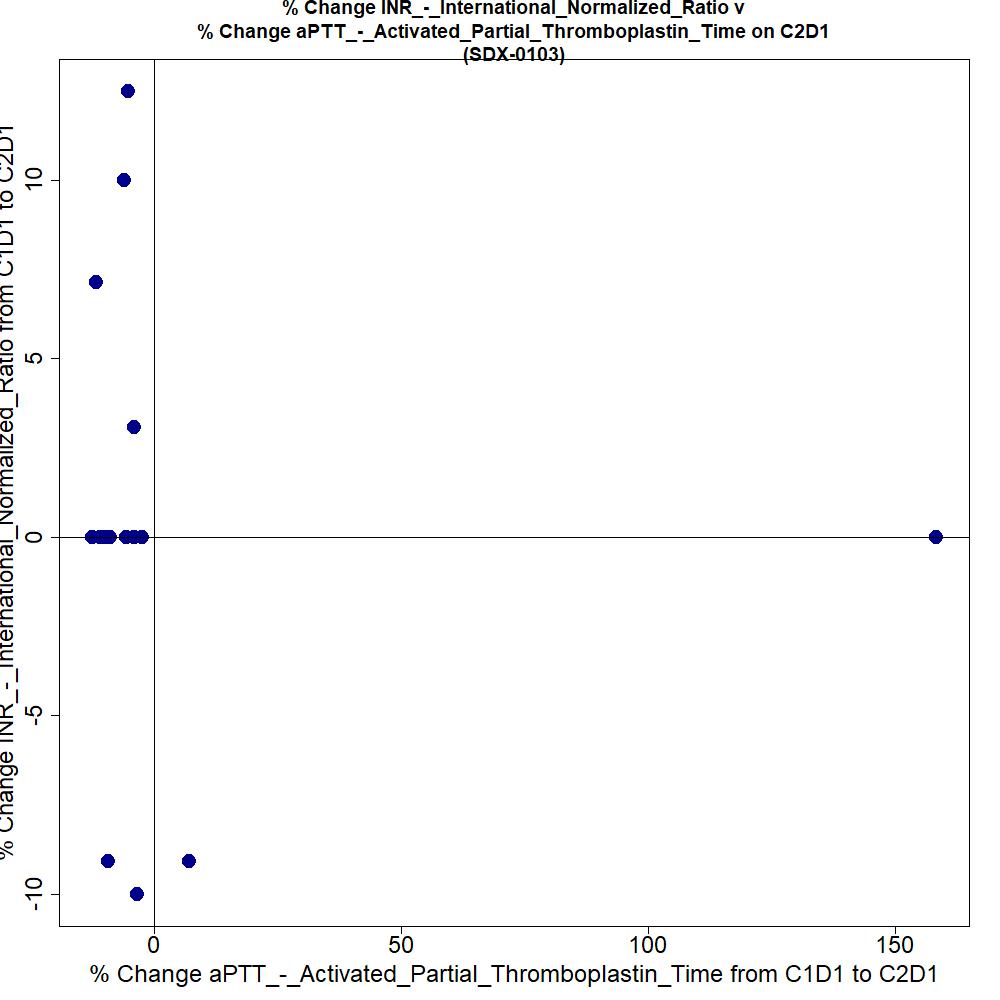 % Change INR_-_International_Normalized_Ratio v
% Change aPTT_-_Activated_Partial_Thromboplastin_Time on C2D1
(SDX-0103)
% Change INR_-_International_Normalized_Ratio from C1D1 to C2D1
10
5
0
-5
-10
0
50
100
150
% Change aPTT_-_Activated_Partial_Thromboplastin_Time from C1D1 to C2D1